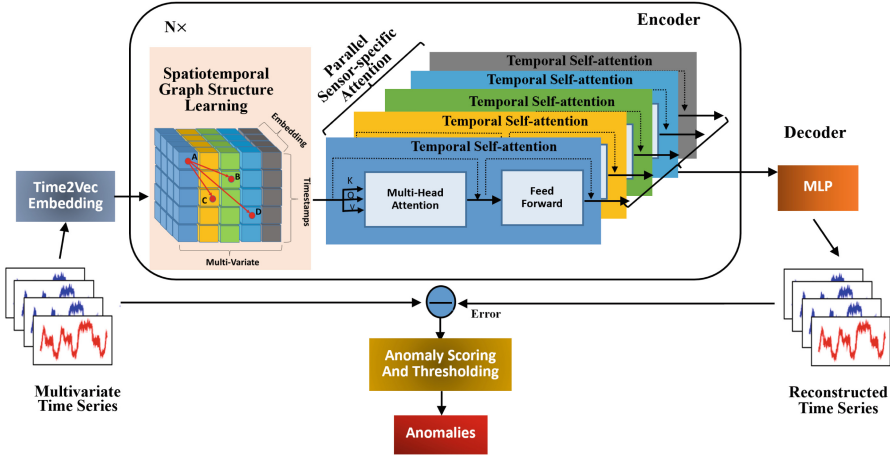 N×
Encoder
Spatiotemporal
Graph Structure
Learning
Embedding
A
B
C
D
Timestamps
Multi-Variate
Parallel
Sensor-specific
Attention
Temporal Self-attention
Temporal Self-attention
Temporal Self-attention
Temporal Self-attention
Temporal Self-attention
K
Q
V
Multi-Head
Attention
Feed
Forward
Decoder
MLP
Time2Vec
Embedding
Multivariate
Time Series
Error
Reconstructed
Time Series
Anomaly Scoring
And Thresholding
Anomalies